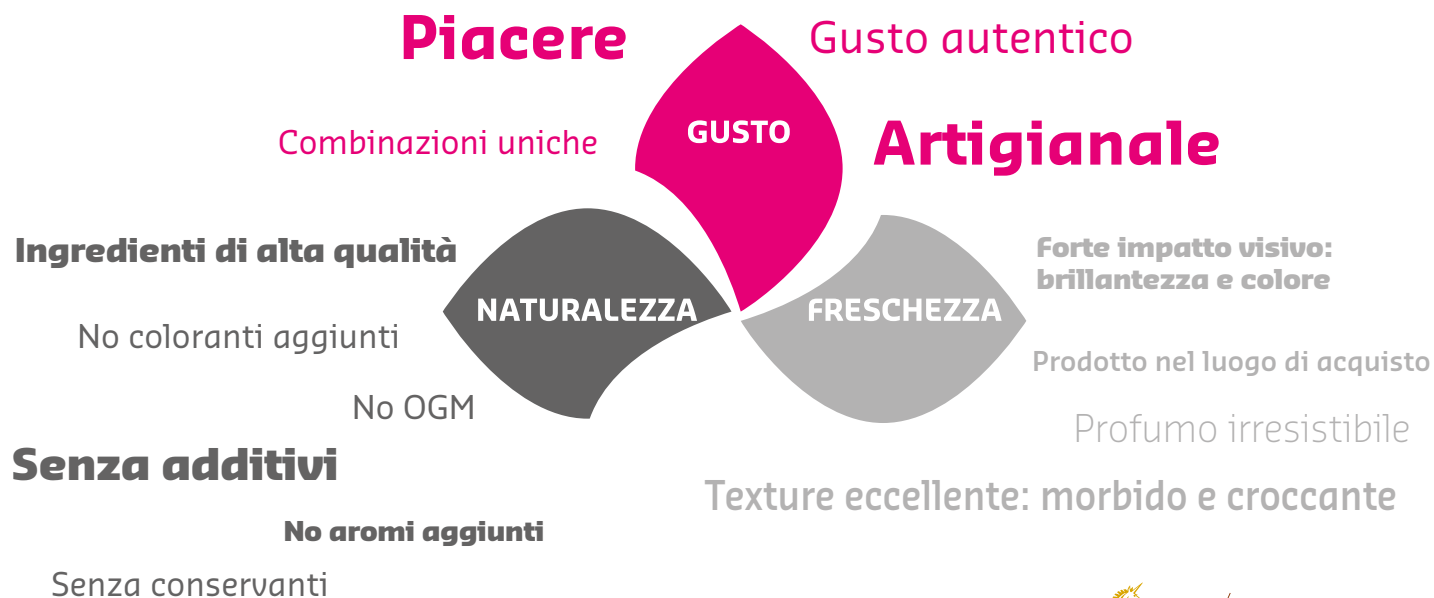 Piacere
Gusto autentico
GUSTO
Combinazioni uniche
Artigianale
Ingredienti di alta qualità
NATURALEZZA
No coloranti aggiunti
No OGM
Senza additivi
No aromi aggiunti
Senza conservanti
FRESCHEZZA
Forte impatto visivo:
brillantezza e colore
Prodotto nel luogo di acquisto
Profumo irresistibile
Texture eccellente: morbido e croccante